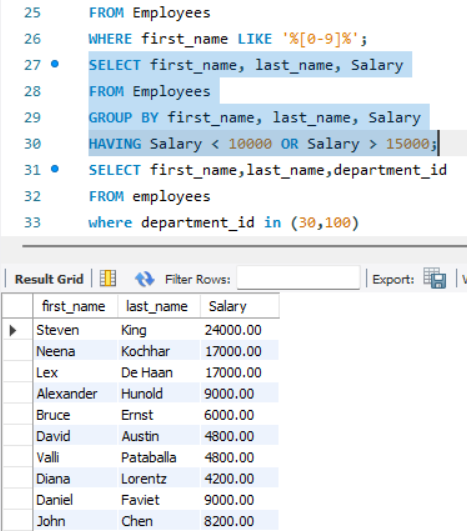 25 FROM Employees
26 WHERE first_name LIKE '%[0-9]%';
27 SELECT first_name, last_name, Salary
28 FROM Employees
29 GROUP BY first_name, last_name, Salary
30 HAVING Salary < 10000 OR Salary > 15000;
31 SELECT first_name,last_name,department_id
32 FROM employees
33 where department_id in (30,100)
Result Grid Filter Rows: Export:
first_name last_name Salary
Steven King 24000.00
Neena Kochhar 17000.00
Lex De Haan 17000.00
Alexander Hunold 9000.00
Bruce Ernst 6000.00
David Austin 4800.00
Valli Pataballa 4800.00
Diana Lorentz 4200.00
Daniel Faviet 9000.00
John Chen 8200.00